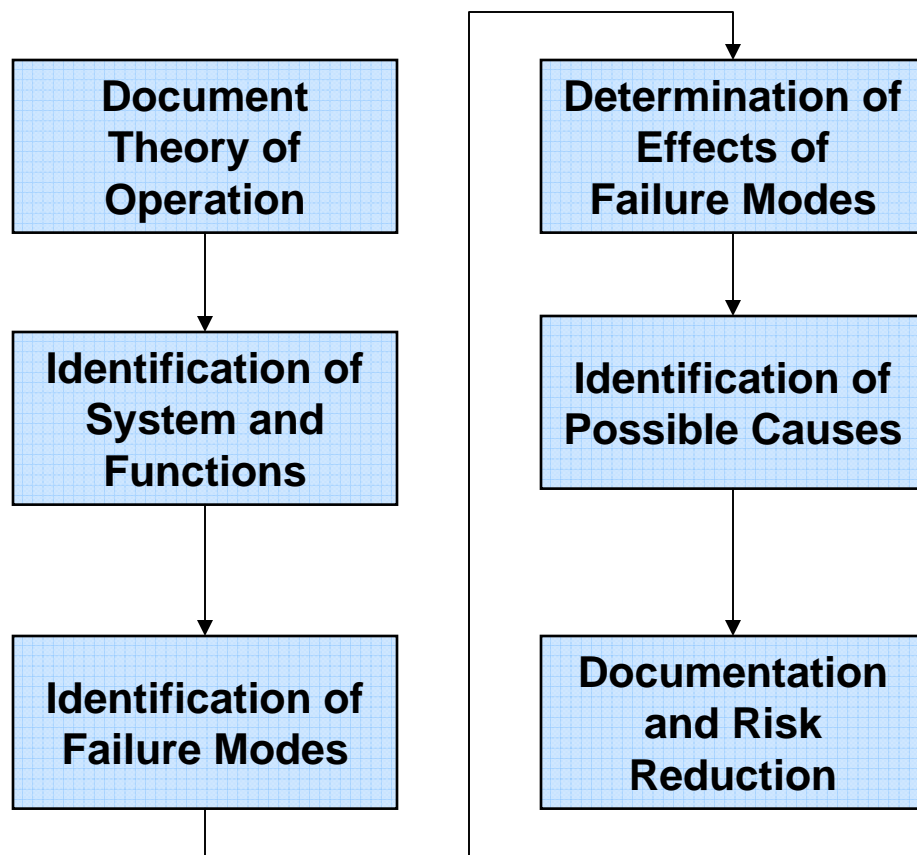 Document
Theory of
Operation
Identification of
System and
Functions
Identification of
Failure Modes
Determination of
Effects of
Failure Modes
Identification of
Possible Causes
Documentation
and Risk
Reduction